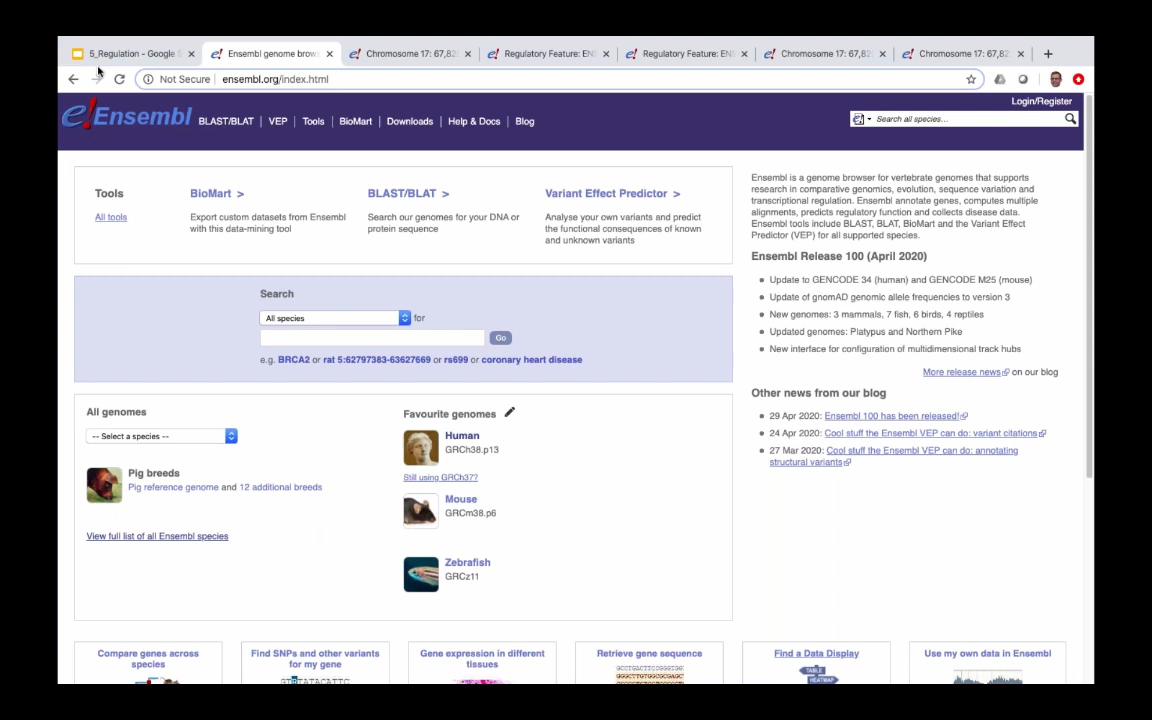 5_Regulation - Google S
Ensembl genome brow
Chromosome 17: 67,82
Regulatory Feature: EN
Regulatory Feature: EN
Chromosome 17: 67,82
Chromosome 17: 67,82
Not Secure | ensembl.org/index.html
Login/Register
e!Ensembl BLAST/BLAT | VEP | Tools | BioMart | Downloads | Help & Docs | Blog
Search all species...
Tools
All tools
BioMart >
Export custom datasets from Ensembl
with this data-mining tool
BLAST/BLAT >
Search our genomes for your DNA or
protein sequence
Variant Effect Predictor >
Analyse your own variants and predict
the functional consequences of known
and unknown variants
Search
All species
for
Go
e.g. BRCA2 or rat 5:62797383-63627669 or rs699 or coronary heart disease
All genomes
-- Select a species --
Pig breeds
Pig reference genome and 12 additional breeds
View full list of all Ensembl species
Favourite genomes
Human
GRCh38.p13
Still using GRCh37?
Mouse
GRCm38.p6
Zebrafish
GRCz11
Ensembl is a genome browser for vertebrate genomes that supports
research in comparative genomics, evolution, sequence variation and
transcriptional regulation. Ensembl annotate genes, computes multiple
alignments, predicts regulatory function and collects disease data.
Ensembl tools include BLAST, BLAT, BioMart and the Variant Effect
Predictor (VEP) for all supported species.
Ensembl Release 100 (April 2020)
Update to GENCODE 34 (human) and GENCODE M25 (mouse)
Update of gnomAD genomic allele frequencies to version 3
New genomes: 3 mammals, 7 fish, 6 birds, 4 reptiles
Updated genomes: Platypus and Northern Pike
New interface for configuration of multidimensional track hubs
More release news on our blog
Other news from our blog
29 Apr 2020: Ensembl 100 has been released!
24 Apr 2020: Cool stuff the Ensembl VEP can do: variant citations
27 Mar 2020: Cool stuff the Ensembl VEP can do: annotating
structural variants
Compare genes across
species
Find SNPs and other variants
for my gene
Gene expression in different
tissues
Retrieve gene sequence
Find a Data Display
TABLE
HEATMAP
Use my own data in Ensembl